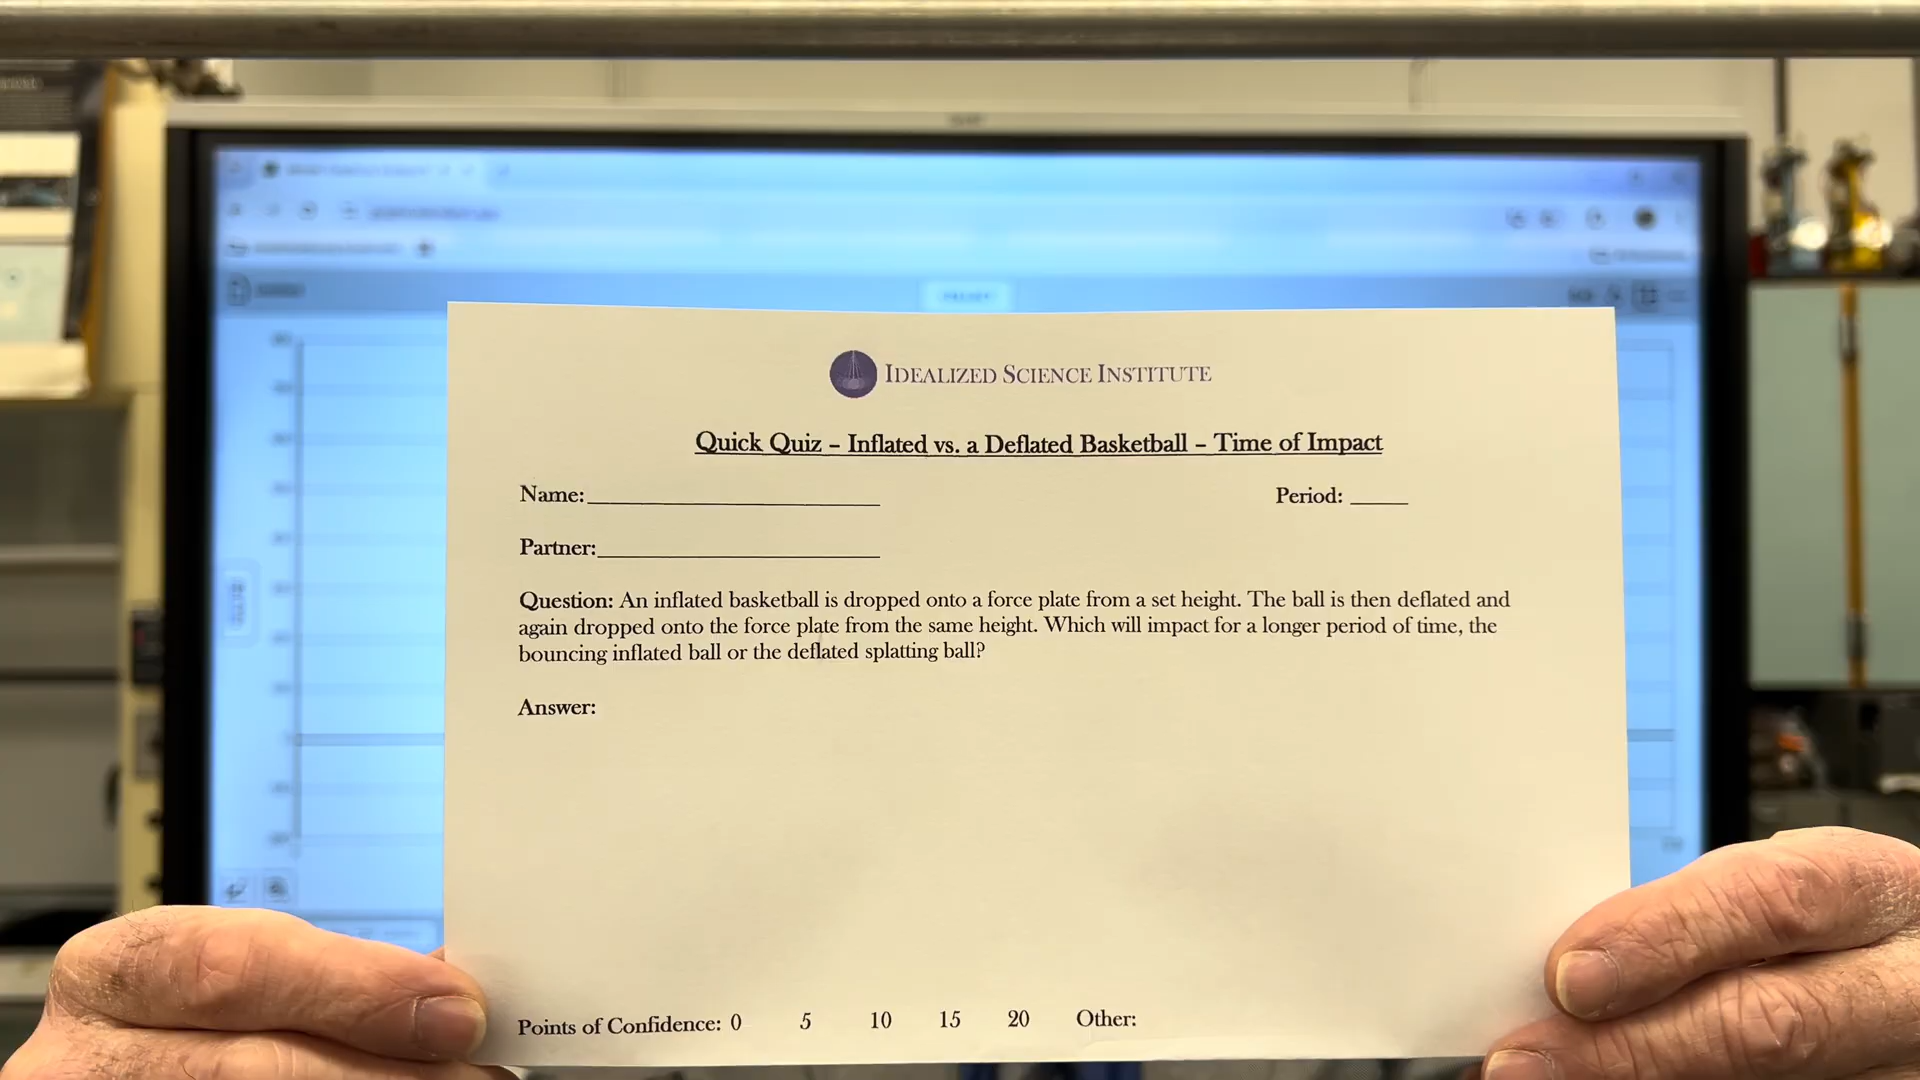 IDEALIZED SCIENCE INSTITUTE
Quick Quiz – Inflated vs. a Deflated Basketball – Time of Impact
Name:
Period:
Partner:
Question: An inflated basketball is dropped onto a force plate from a set height. The ball is then deflated and
again dropped onto the force plate from the same height. Which will impact for a longer period of time, the
bouncing inflated ball or the deflated splatting ball?
Answer:
Points of Confidence: 0 5 10 15 20 Other: